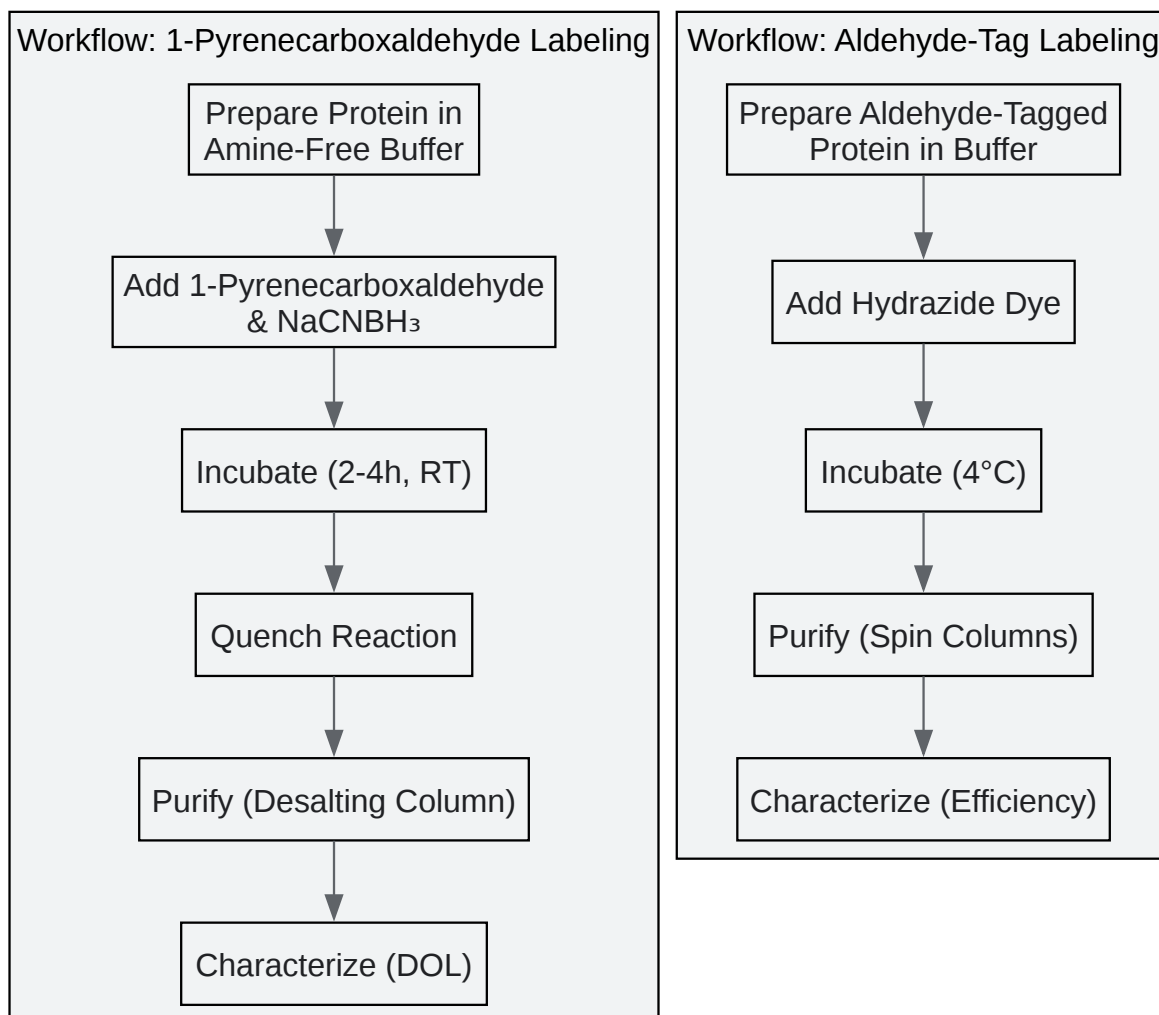 Workflow: 1-Pyrenecarboxaldehyde Labeling
Prepare Protein in
Amine-Free Buffer
Add 1-Pyrenecarboxaldehyde
& NaCNBH₃
Incubate (2-4h, RT)
Quench Reaction
Purify (Desalting Column)
Characterize (DOL)
Workflow: Aldehyde-Tag Labeling
Prepare Aldehyde-Tagged
Protein in Buffer
Add Hydrazide Dye
Incubate (4°C)
Purify (Spin Columns)
Characterize (Efficiency)